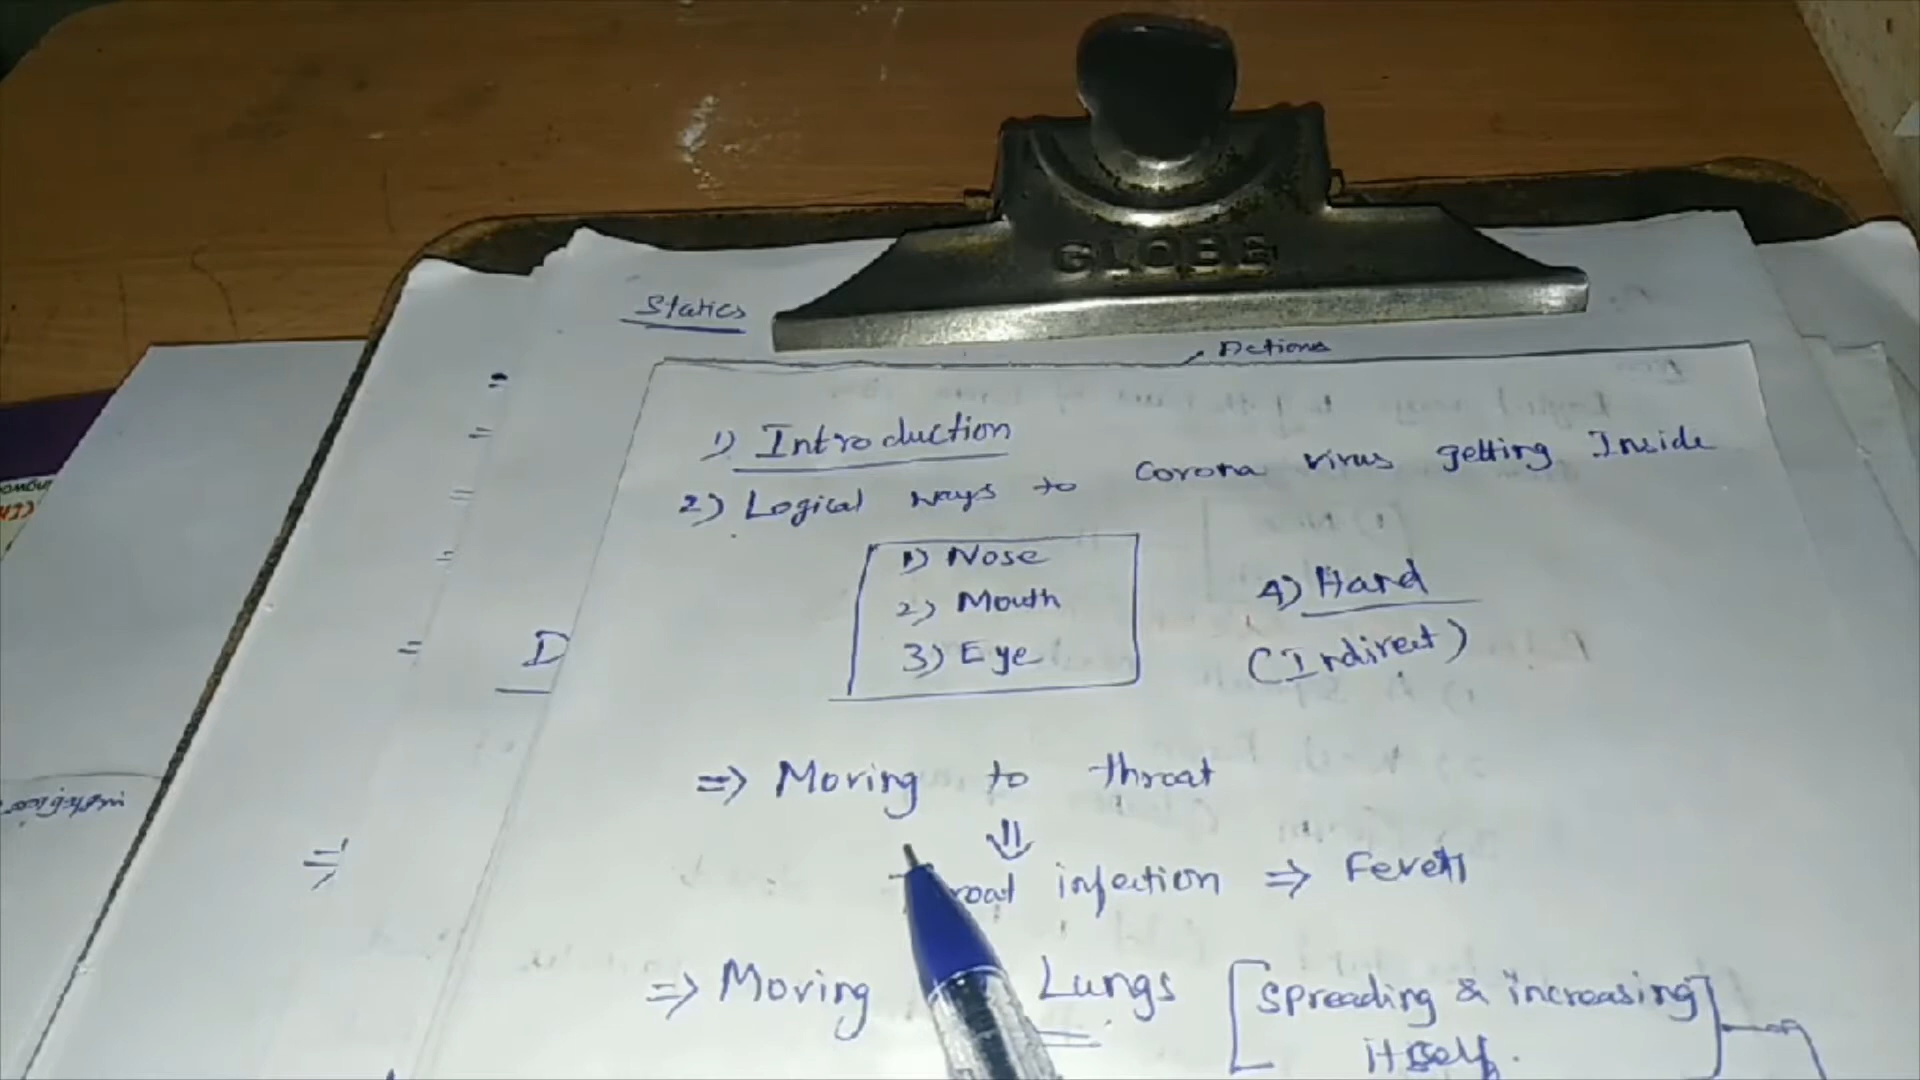 GLOBE
Statics
Actions
1) Introduction
2) Logical ways to corona virus getting Inside
1) Nose
2) Mouth
3) Eye
4) Hand
(Indirect)
=> Moving to throat
⇓
roat infection => Fever
=> Moving Lungs [spreading & increasing]
itself.
D